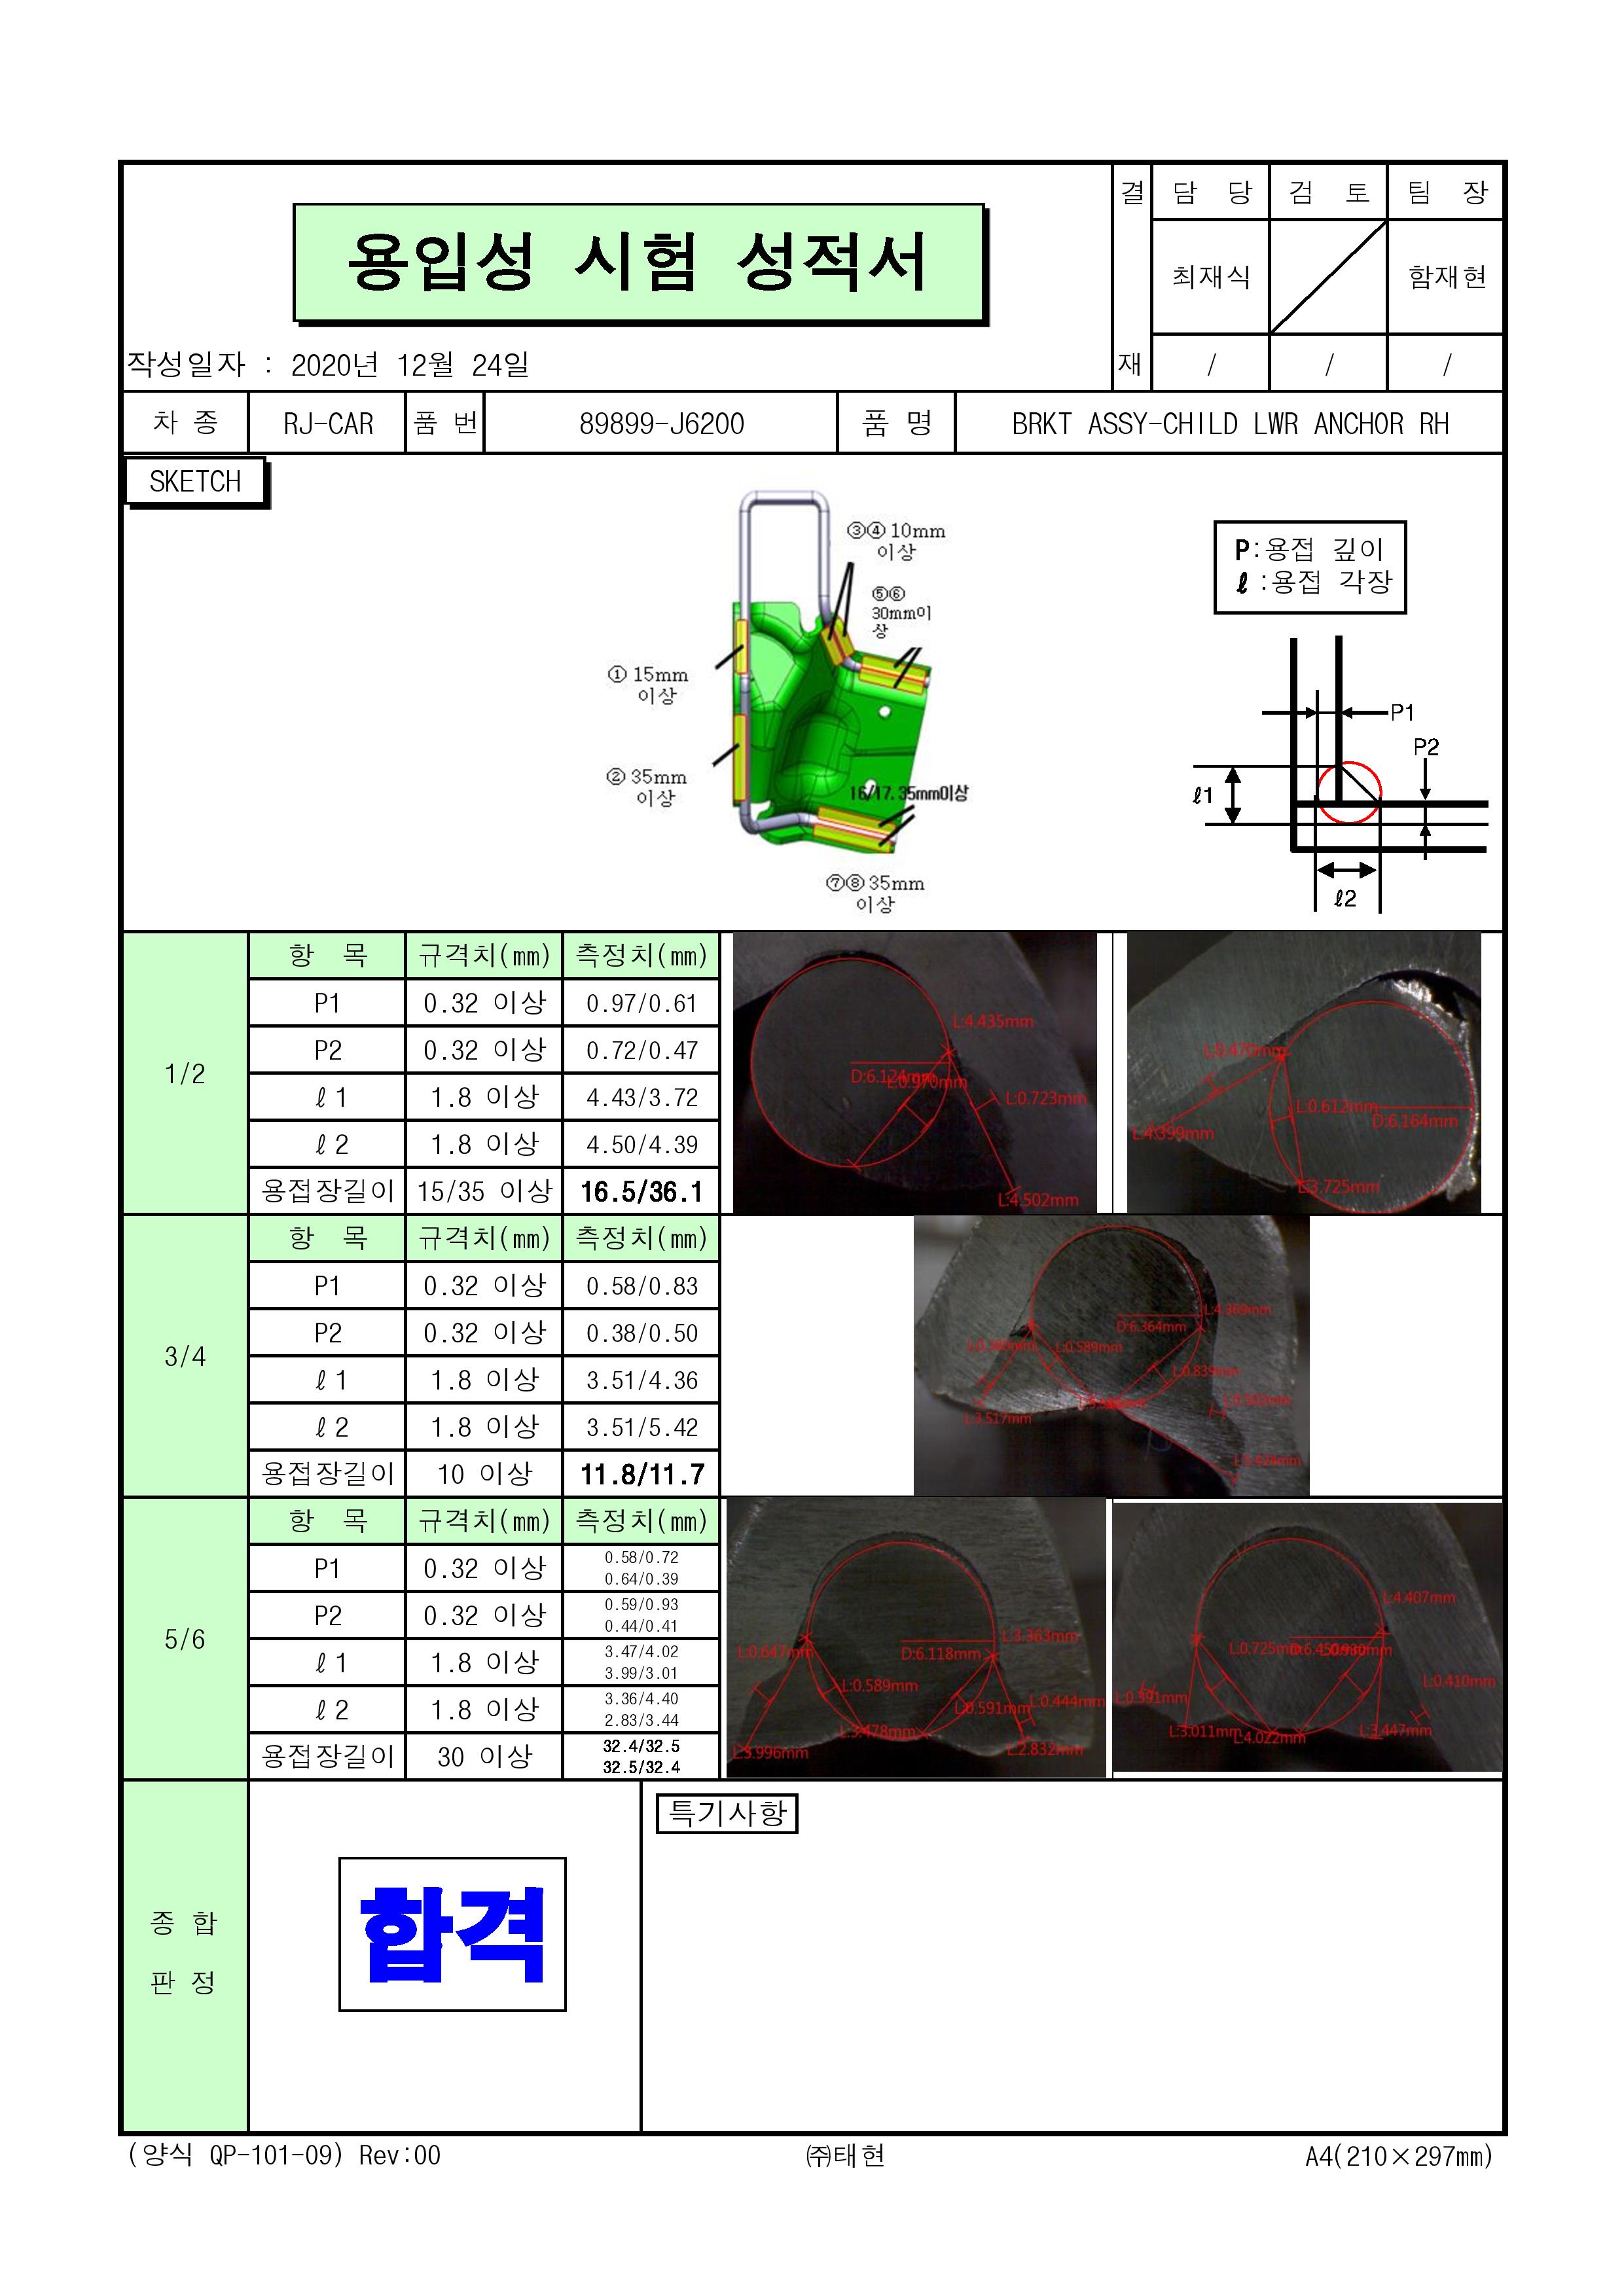 용입성 시험 성적서
결 재
담 당 검 토 팀 장
최재식 함재현
/ / /
작성일자 : 2020년 12월 24일
차 종 RJ-CAR 품 번 89899-J6200 품 명 BRKT ASSY-CHILD LWR ANCHOR RH
SKETCH
③④ 10mm
이상
⑤⑥
30mm이
상
① 15mm
이상
② 35mm
이상
16/17. 35mm이상
⑦⑧ 35mm
이상
P:용접 깊이
ℓ :용접 각장
P1
P2
ℓ1
ℓ2
1/2
항 목 규격치(mm) 측정치(mm)
P1 0.32 이상 0.97/0.61
P2 0.32 이상 0.72/0.47
ℓ1 1.8 이상 4.43/3.72
ℓ2 1.8 이상 4.50/4.39
용접장길이 15/35 이상 16.5/36.1
L:4.435mm
D:6.124mm
L:0.970mm
L:0.723mm
L:4.502mm
L:0.470mm
L:0.612mm
D:6.164mm
L:4.399mm
L:3.725mm
3/4
항 목 규격치(mm) 측정치(mm)
P1 0.32 이상 0.58/0.83
P2 0.32 이상 0.38/0.50
ℓ1 1.8 이상 3.51/4.36
ℓ2 1.8 이상 3.51/5.42
용접장길이 10 이상 11.8/11.7
L:4.369mm
D:6.364mm
L:0.589mm
L:0.839mm
L:3.517mm
5/6
항 목 규격치(mm) 측정치(mm)
P1 0.32 이상 0.58/0.72
0.64/0.39
P2 0.32 이상 0.59/0.93
0.44/0.41
ℓ1 1.8 이상 3.47/4.02
3.99/3.01
ℓ2 1.8 이상 3.36/4.40
2.83/3.44
용접장길이 30 이상 32.4/32.5
32.5/32.4
L:3.363mm
L:0.647mm
D:6.118mm
L:0.589mm
L:0.591mm
L:0.444mm
L:3.478mm
L:3.996mm
L:2.832mm
L:4.407mm
L:0.725mm
L:0.410mm
L:0.391mm
L:3.011mm
L:4.022mm
L:3.447mm
종 합
판 정
합격
특기사항
(양식 QP-101-09) Rev:00
㈜태현
A4(210×297mm)